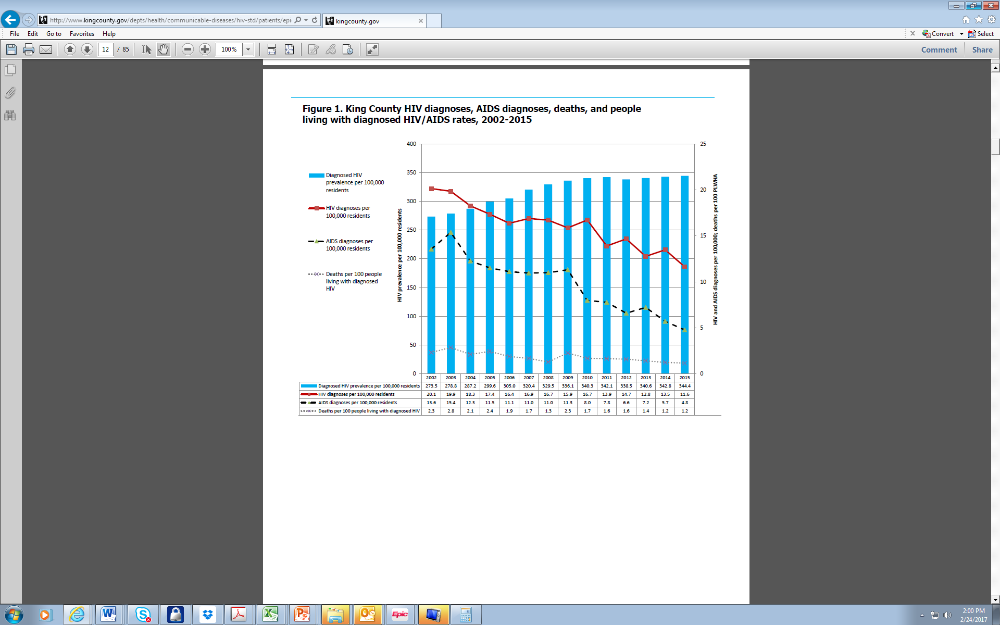 http://www.kingcounty.gov/depts/health/communicable-diseases/hiv-std/patients/epi
kingcounty.gov
File Edit Go to Favorites Help
Convert Select
12 / 85 100% Comment Share
Figure 1. King County HIV diagnoses, AIDS diagnoses, deaths, and people
living with diagnosed HIV/AIDS rates, 2002-2015
Diagnosed HIV
prevalence per 100,000
residents
HIV diagnoses per
100,000 residents
AIDS diagnoses per
100,000 residents
Deaths per 100 people
living with diagnosed
HIV
HIV prevalence per 100,000 residents
400
350
300
250
200
150
100
50
0
25
20
15
10
5
0
HIV and AIDS diagnoses per 100,000; deaths per 100 PLWHA
2002 2003 2004 2005 2006 2007 2008 2009 2010 2011 2012 2013 2014 2015
Diagnosed HIV prevalence per 100,000 residents 273.5 278.8 287.2 299.6 305.0 320.4 329.5 336.1 340.3 342.1 338.5 340.6 342.8 344.4
HIV diagnoses per 100,000 residents 20.1 19.9 18.3 17.4 16.4 16.9 16.7 15.9 16.7 13.9 14.7 12.8 13.5 11.6
AIDS diagnoses per 100,000 residents 13.6 15.4 12.3 11.5 11.1 11.0 11.0 11.3 8.0 7.8 6.6 7.2 5.7 4.8
Deaths per 100 people living with diagnosed HIV 2.3 2.8 2.1 2.4 1.9 1.7 1.3 2.3 1.7 1.6 1.6 1.4 1.2 1.2
Epic
2:00 PM
2/24/2017